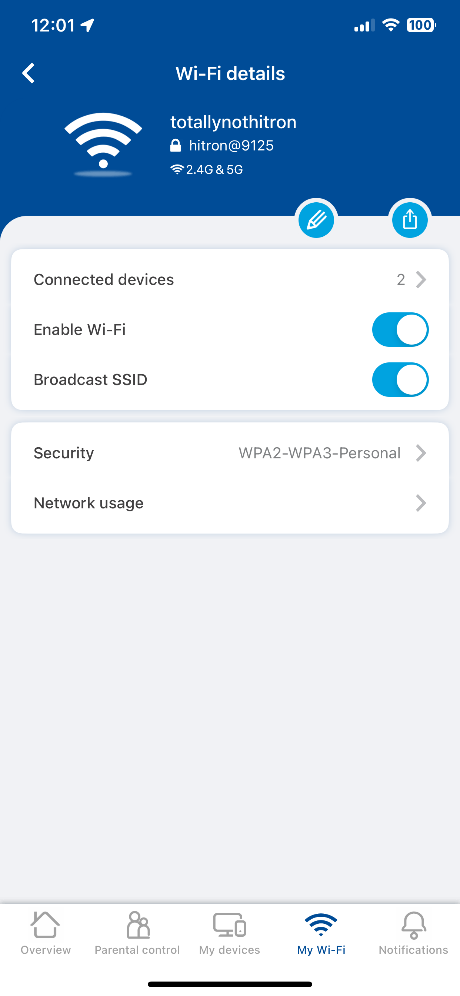 12:01
100
Wi-Fi details
totallynothitron
hitron@9125
2.4G & 5G
Connected devices 2
Enable Wi-Fi
Broadcast SSID
Security WPA2-WPA3-Personal
Network usage
Overview Parental control My devices My Wi-Fi Notifications